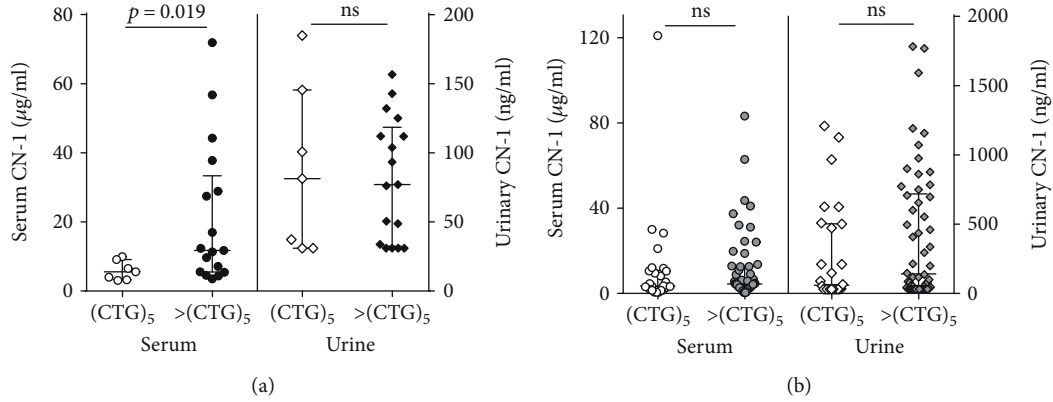 p = 0.019
ns
80
60
40
20
0
Serum CN-1 (μg/ml)
200
150
100
50
0
Urinary CN-1 (ng/ml)
(CTG)5
>(CTG)5
(CTG)5
>(CTG)5
Serum
Urine
(a)
ns
ns
120
80
40
0
Serum CN-1 (μg/ml)
2000
1500
1000
500
0
Urinary CN-1 (ng/ml)
(CTG)5
>(CTG)5
(CTG)5
>(CTG)5
Serum
Urine
(b)